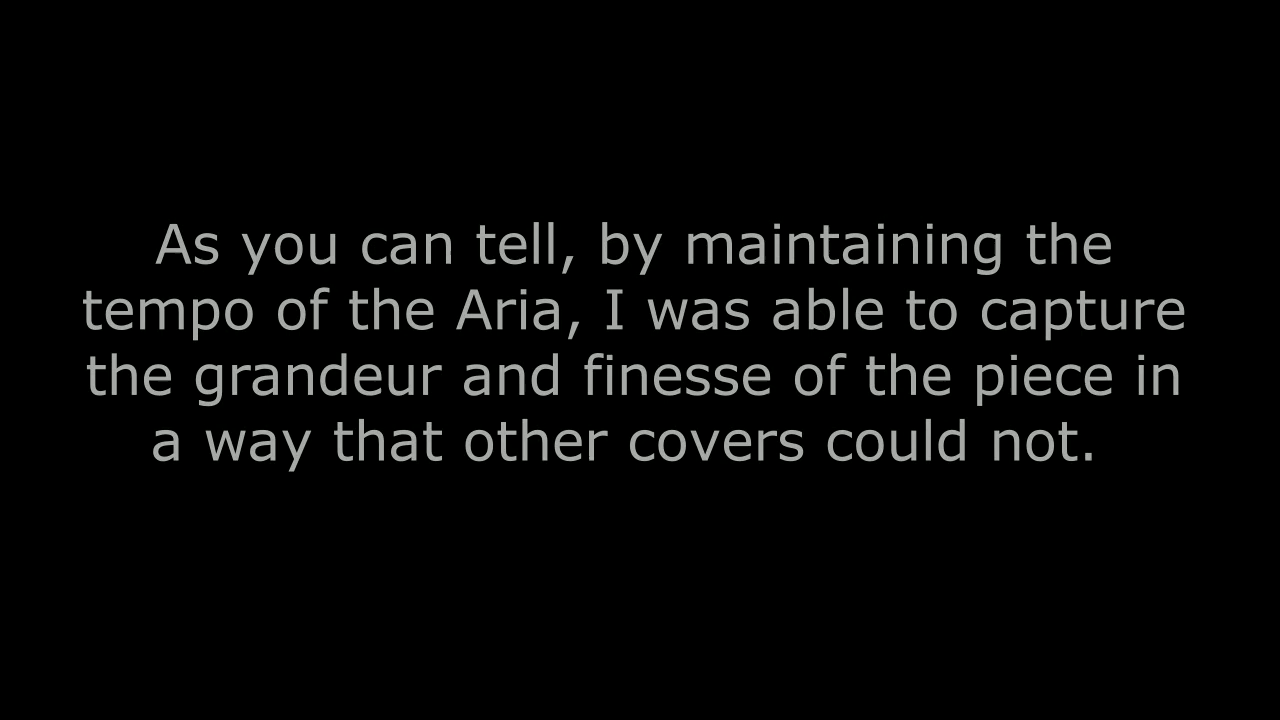 As you can tell, by maintaining the
tempo of the Aria, I was able to capture
the grandeur and finesse of the piece in
a way that other covers could not.